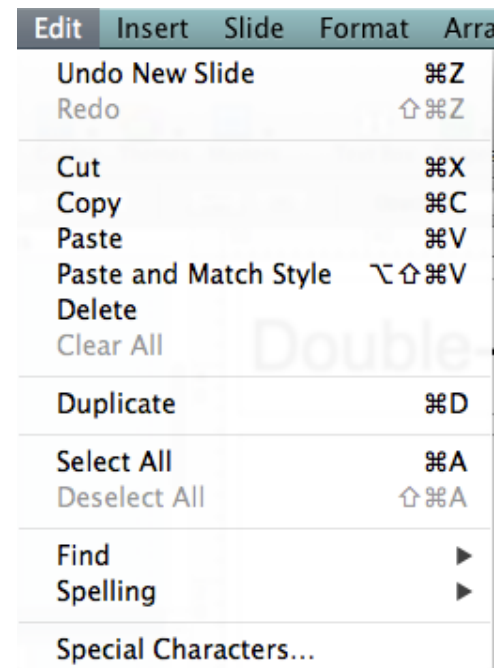 Edit Insert Slide Format Arra
Undo New Slide ⌘Z
Redo ⇧⌘Z
Cut ⌘X
Copy ⌘C
Paste ⌘V
Paste and Match Style ⌥⇧⌘V
Delete
Clear All
Double-
Duplicate ⌘D
Select All ⌘A
Deselect All ⇧⌘A
Find ▶
Spelling ▶
Special Characters...